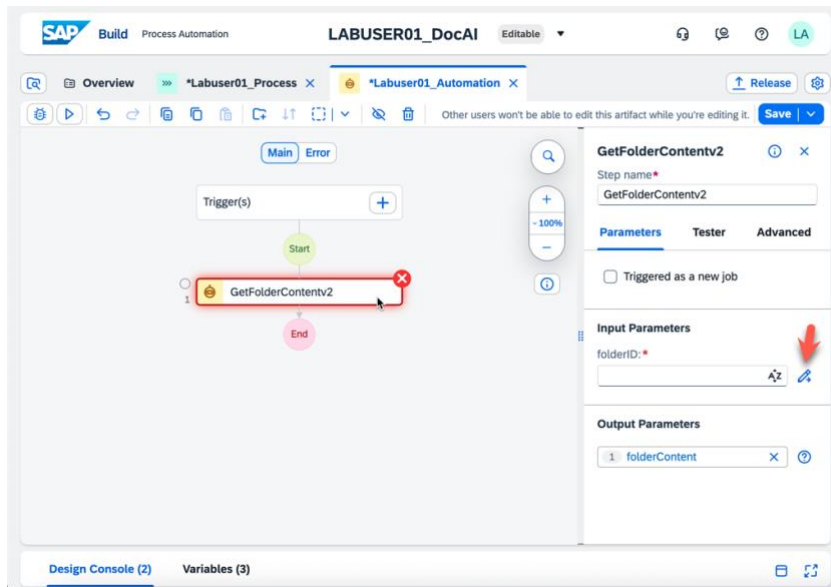 SAP Build Process Automation LABUSER01_DocAI Editable LA
Overview *Labuser01_Process *Labuser01_Automation Release
Other users won't be able to edit this artifact while you're editing it. Save
Main Error
Trigger(s)
Start
1 GetFolderContentv2
End
100%
GetFolderContentv2
Step name*
GetFolderContentv2
Parameters Tester Advanced
Triggered as a new job
Input Parameters
folderID:*
Output Parameters
1 folderContent
Design Console (2) Variables (3)